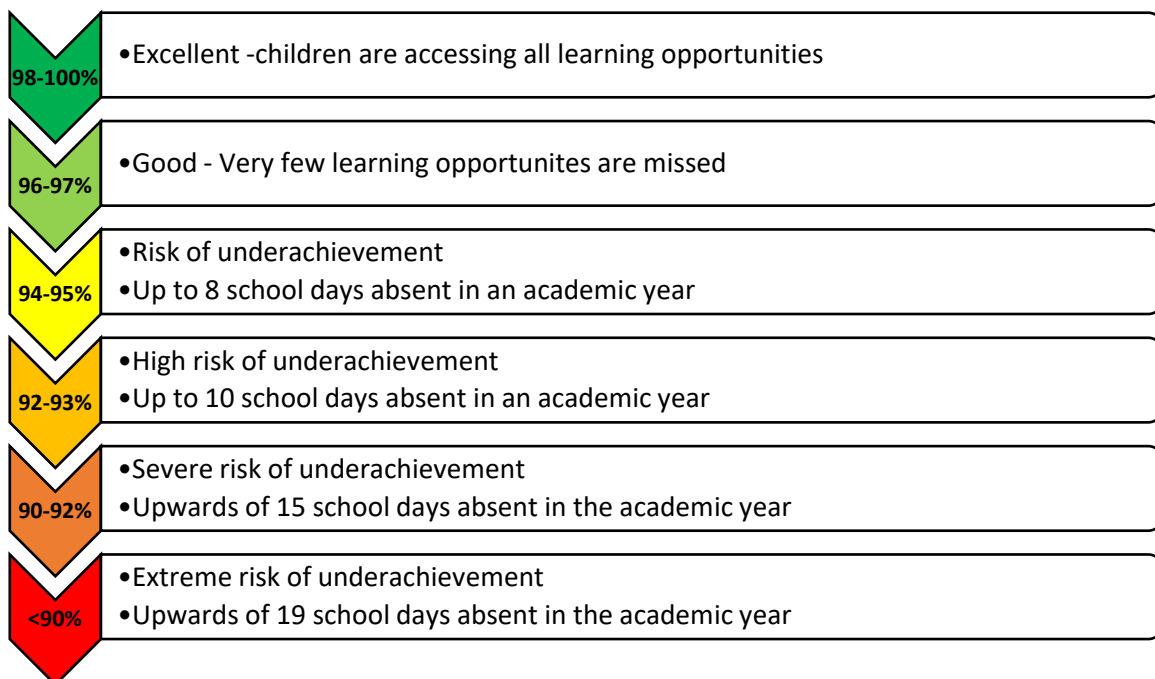 98-100%
•Excellent -children are accessing all learning opportunities
96-97%
•Good - Very few learning opportunites are missed
94-95%
•Risk of underachievement
•Up to 8 school days absent in an academic year
92-93%
•High risk of underachievement
•Up to 10 school days absent in an academic year
90-92%
•Severe risk of underachievement
•Upwards of 15 school days absent in the academic year
<90%
•Extreme risk of underachievement
•Upwards of 19 school days absent in the academic year